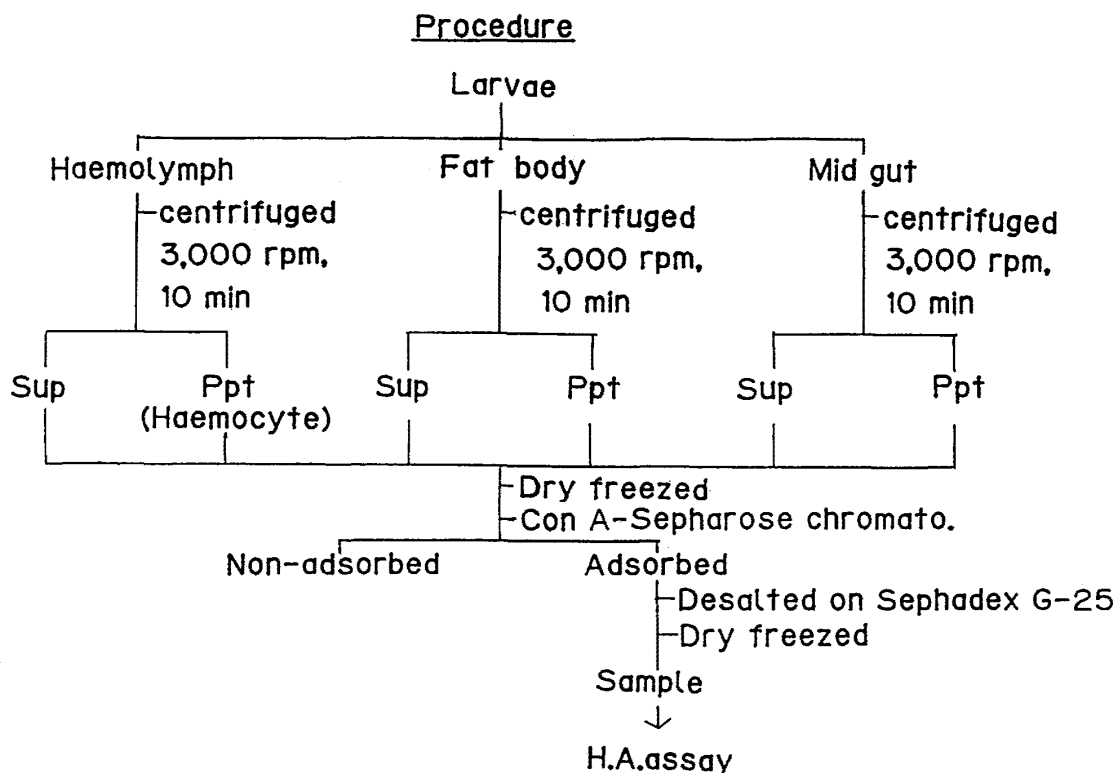 Procedure
Larvae
Haemolymph
centrifuged
3,000 rpm,
10 min
Fat body
centrifuged
3,000 rpm,
10 min
Mid gut
centrifuged
3,000 rpm,
10 min
Sup
Ppt
(Haemocyte)
Sup
Ppt
Sup
Ppt
Dry freezed
Con A-Sepharose chromato.
Non-adsorbed
Adsorbed
Desalted on Sephadex G-25
Dry freezed
Sample
H.A.assay